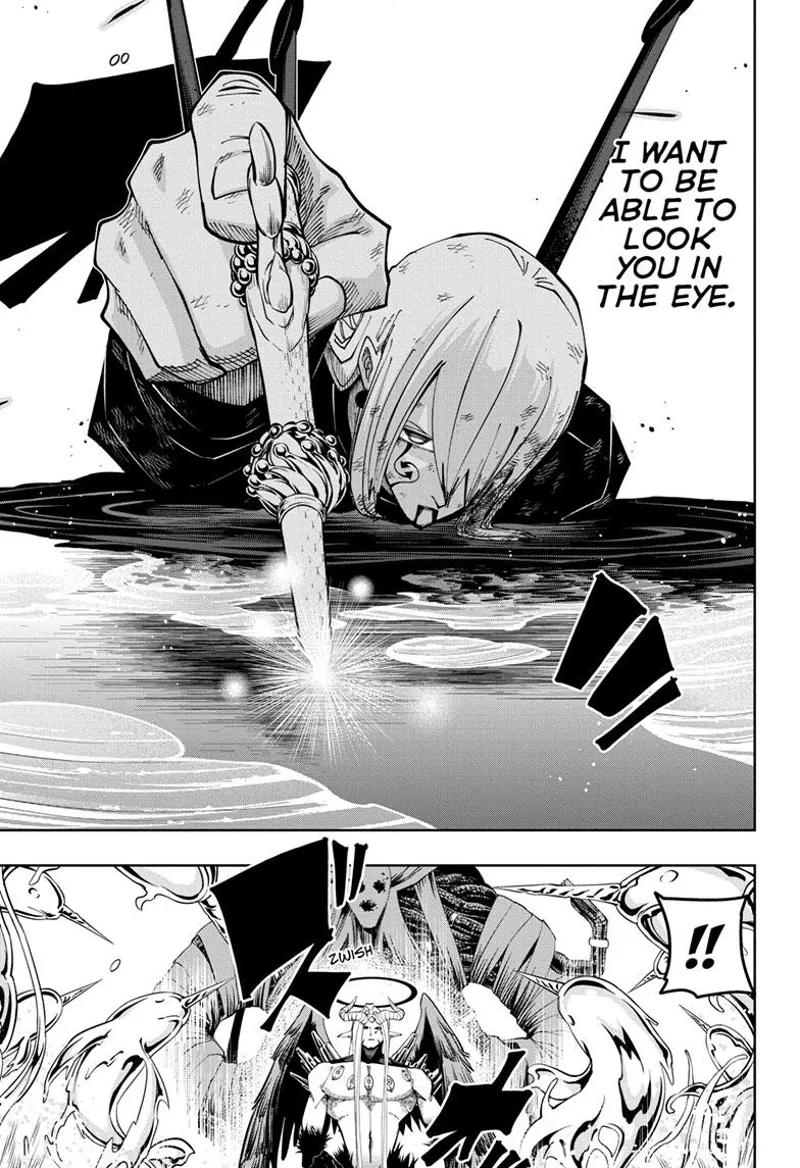 I WANT
TO BE
ABLE TO
LOOK
YOU IN
THE EYE.
ZWISH
!!